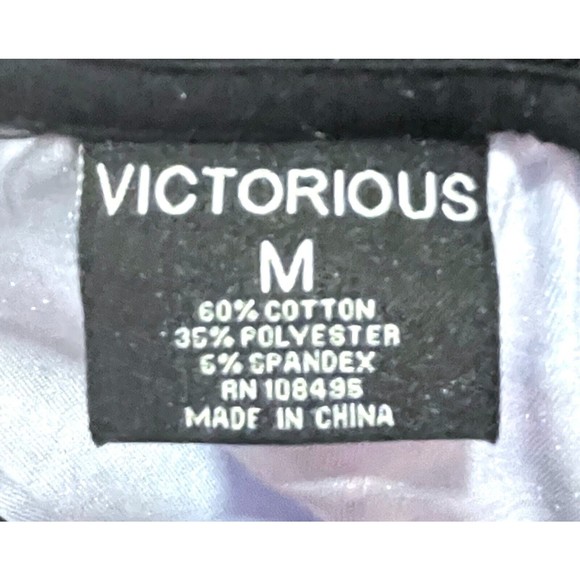 VICTORIOUS
M
60% COTTON
35% POLYESTER
5% SPANDEX
RN 108495
MADE IN CHINA